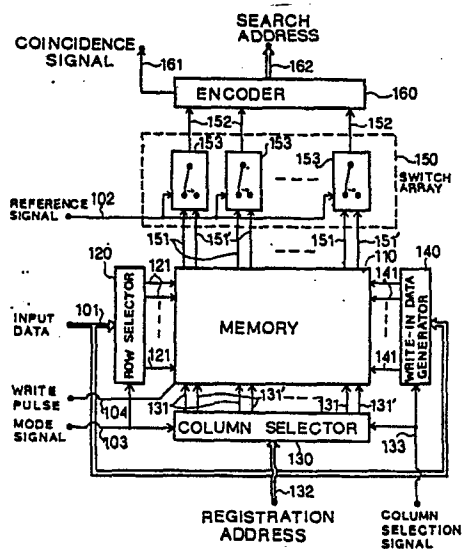 SEARCH
ADDRESS
COINCIDENCE
SIGNAL
161
162
ENCODER
160
152
152
152
153
153
153
150
SWITCH
ARRAY
REFERENCE
SIGNAL
102
151
151'
151
151'
110
120
121
141
140
INPUT
DATA
101
ROW SELECTOR
MEMORY
WRITE-IN DATA
GENERATOR
121
141
WRITE
PULSE
104
131
131'
131
131'
MODE
SIGNAL
103
COLUMN SELECTOR
130
133
132
REGISTRATION
ADDRESS
COLUMN
SELECTION
SIGNAL